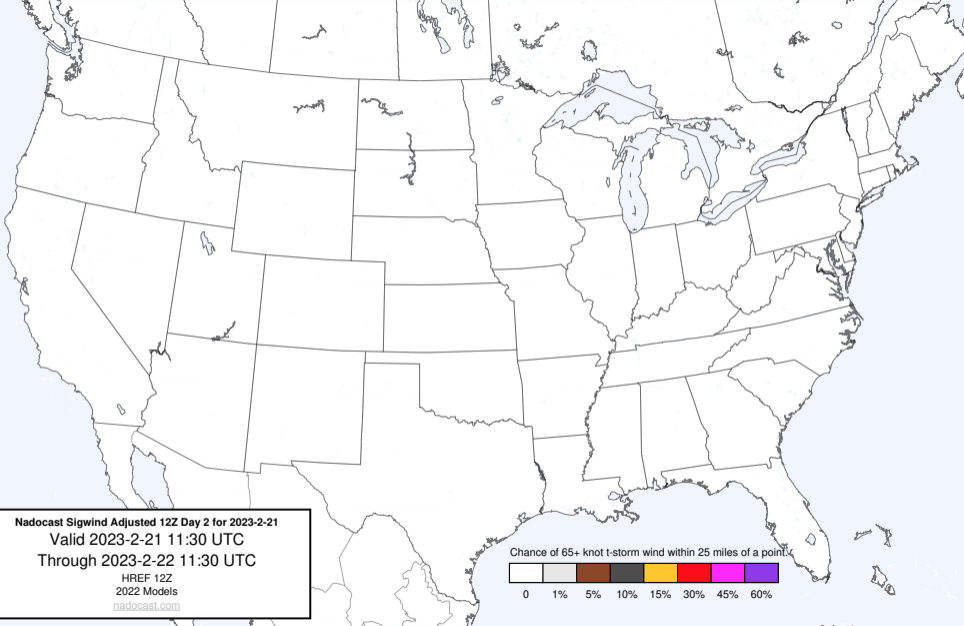 Nadocast Sigwind Adjusted 12Z Day 2 for 2023-2-21
Valid 2023-2-21 11:30 UTC
Through 2023-2-22 11:30 UTC
HREF 12Z
2022 Models
nadocast.com
Chance of 65+ knot t-storm wind within 25 miles of a point.
0 1% 5% 10% 15% 30% 45% 60%